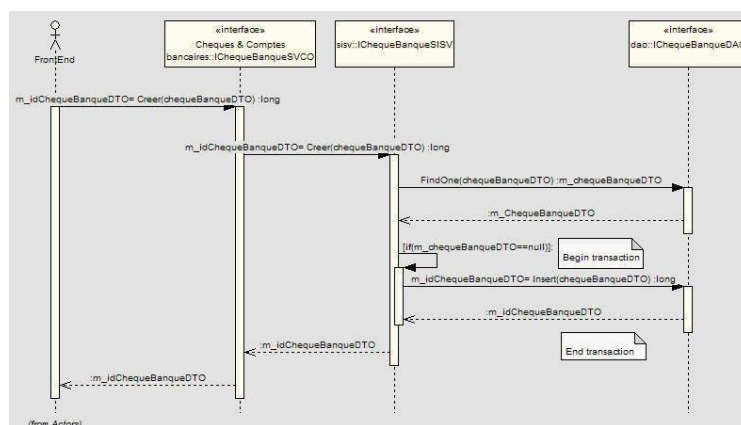 «interface»
Cheques & Comptes
bancaires::IChequeBanqueSVCO
«interface»
sisv::IChequeBanqueSISV
«interface»
dao::IChequeBanqueDAO
FrontEnd
m_idChequeBanqueDTO= Creer(chequeBanqueDTO) :long
m_idChequeBanqueDTO= Creer(chequeBanqueDTO) :long
FindOne(chequeBanqueDTO) :m_chequeBanqueDTO
:m_ChequeBanqueDTO
[if(m_chequeBanqueDTO==null)]:
Begin transaction
m_idChequeBanqueDTO= Insert(chequeBanqueDTO) :long
:m_idChequeBanqueDTO
End transaction
:m_idChequeBanqueDTO
:m_idChequeBanqueDTO
(from Actors)